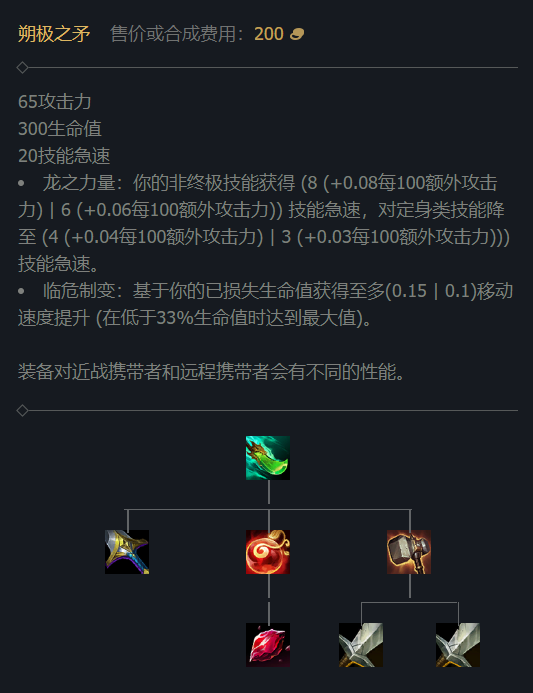 朔极之矛 售价或合成费用：200
65攻击力
300生命值
20技能急速
• 龙之力量：你的非终极技能获得 (8 (+0.08每100额外攻击
力) | 6 (+0.06每100额外攻击力)) 技能急速，对定身类技能降
至 (4 (+0.04每100额外攻击力) | 3 (+0.03每100额外攻击力)))
技能急速。
• 临危制变：基于你的已损失生命值获得至多(0.15 | 0.1)移动
速度提升 (在低于33%生命值时达到最大值)。
装备对近战携带者和远程携带者会有不同的性能。